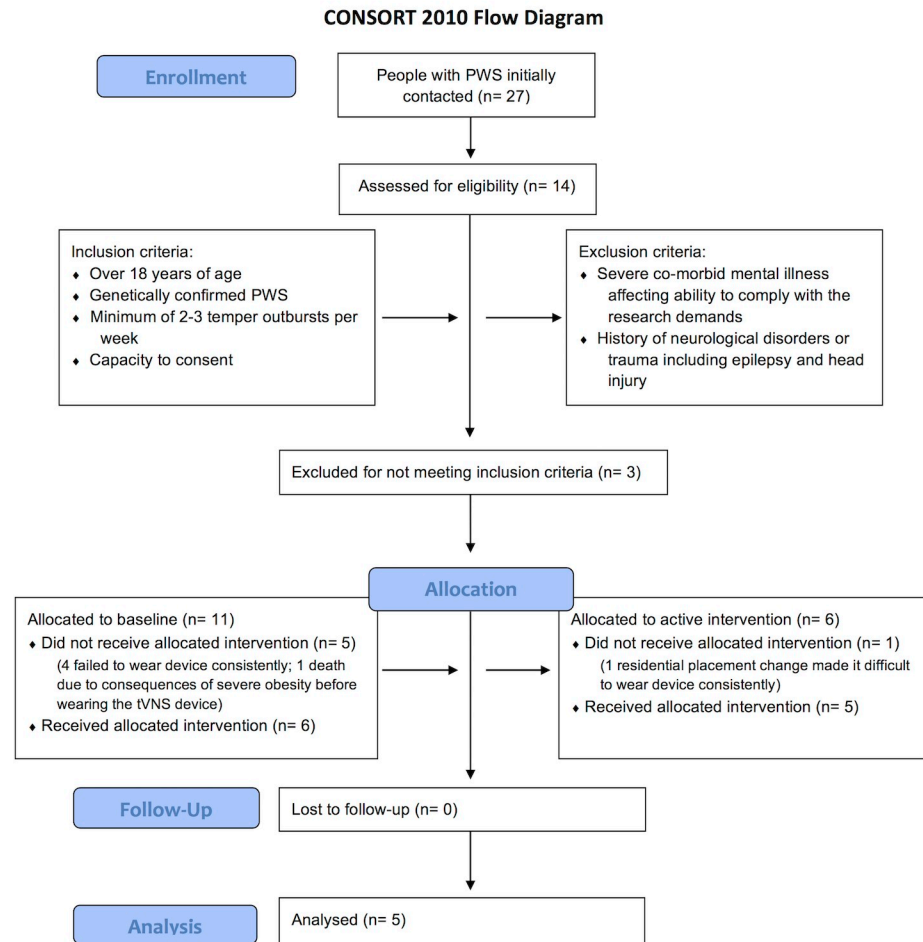 CONSORT 2010 Flow Diagram
Enrollment
People with PWS initially
contacted (n= 27)
Assessed for eligibility (n= 14)
Inclusion criteria:
♦ Over 18 years of age
♦ Genetically confirmed PWS
♦ Minimum of 2-3 temper outbursts per
week
♦ Capacity to consent
Exclusion criteria:
♦ Severe co-morbid mental illness
affecting ability to comply with the
research demands
♦ History of neurological disorders or
trauma including epilepsy and head
injury
Excluded for not meeting inclusion criteria (n= 3)
Allocation
Allocated to baseline (n= 11)
♦ Did not receive allocated intervention (n= 5)
(4 failed to wear device consistently; 1 death
due to consequences of severe obesity before
wearing the tVNS device)
♦ Received allocated intervention (n= 6)
Allocated to active intervention (n= 6)
♦ Did not receive allocated intervention (n= 1)
(1 residential placement change made it difficult
to wear device consistently)
♦ Received allocated intervention (n= 5)
Follow-Up
Lost to follow-up (n= 0)
Analysis
Analysed (n= 5)